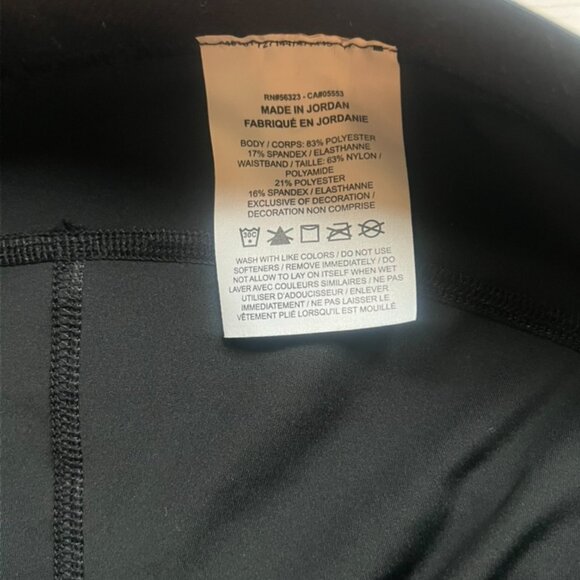 RN#56323 - CA#05553
MADE IN JORDAN
FABRIQUÉ EN JORDANIE
BODY / CORPS: 83% POLYESTER
17% SPANDEX / ELASTHANNE
WAISTBAND / TAILLE: 63% NYLON /
POLYAMIDE
21% POLYESTER
16% SPANDEX / ELASTHANNE
EXCLUSIVE OF DECORATION /
DECORATION NON COMPRISE
30C
WASH WITH LIKE COLORS / DO NOT USE
SOFTENERS / REMOVE IMMEDIATELY / DO
NOT ALLOW TO LAY ON ITSELF WHEN WET
LAVER AVEC COULEURS SIMILAIRES / NE PAS
UTILISER D'ADOUCISSEUR / ENLEVER
IMMÉDIATEMENT / NE PAS LAISSER LE
VÊTEMENT PLIÉ LORSQU'IL EST MOUILLÉ